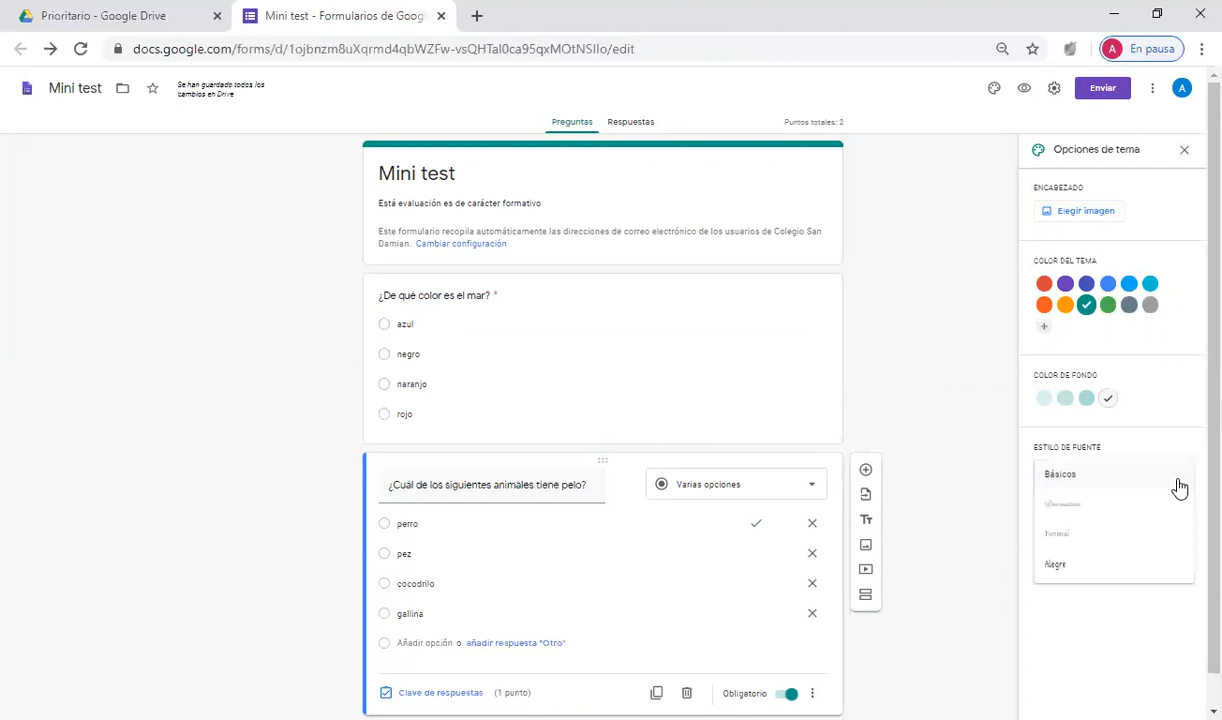 Prioritario - Google Drive
Mini test - Formularios de Goog
docs.google.com/forms/d/1ojbnzm8uXqrmd4qbWZFw-vsQHTal0ca95qxMOtNSIIo/edit
A En pausa
Mini test
Se han guardado todos los
cambios en Drive
Enviar
A
Preguntas
Respuestas
Puntos totales: 2
Opciones de tema
Mini test
Está evaluación es de carácter formativo
Este formulario recopila automáticamente las direcciones de correo electrónico de los usuarios de Colegio San
Damian. Cambiar configuración
ENCABEZADO
Elegir imagen
COLOR DEL TEMA
¿De qué color es el mar? *
azul
negro
naranjo
rojo
COLOR DE FONDO
ESTILO DE FUENTE
Básicos
Decorativo
Formal
Alegre
¿Cuál de los siguientes animales tiene pelo?
Varias opciones
perro
pez
cocodrilo
gallina
Añadir opción o añadir respuesta "Otro"
Clave de respuestas (1 punto)
Obligatorio
Tт